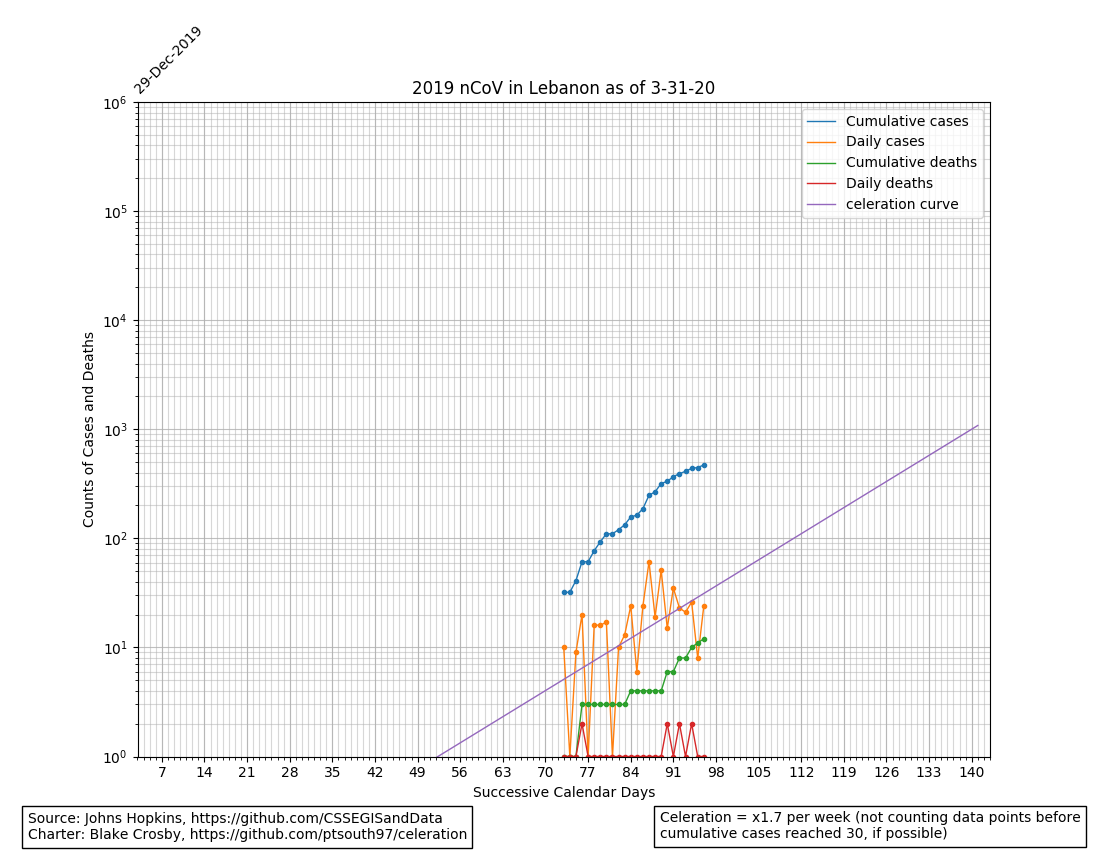 29-Dec-2019
2019 nCoV in Lebanon as of 3-31-20
Cumulative cases
Daily cases
Cumulative deaths
Daily deaths
celeration curve
Counts of Cases and Deaths
10^6
10^5
10^4
10^3
10^2
10^1
10^0
7 14 21 28 35 42 49 56 63 70 77 84 91 98 105 112 119 126 133 140
Successive Calendar Days
Source: Johns Hopkins, https://github.com/CSSEGISandData
Charter: Blake Crosby, https://github.com/ptsouth97/celeration
Celeration = x1.7 per week (not counting data points before
cumulative cases reached 30, if possible)